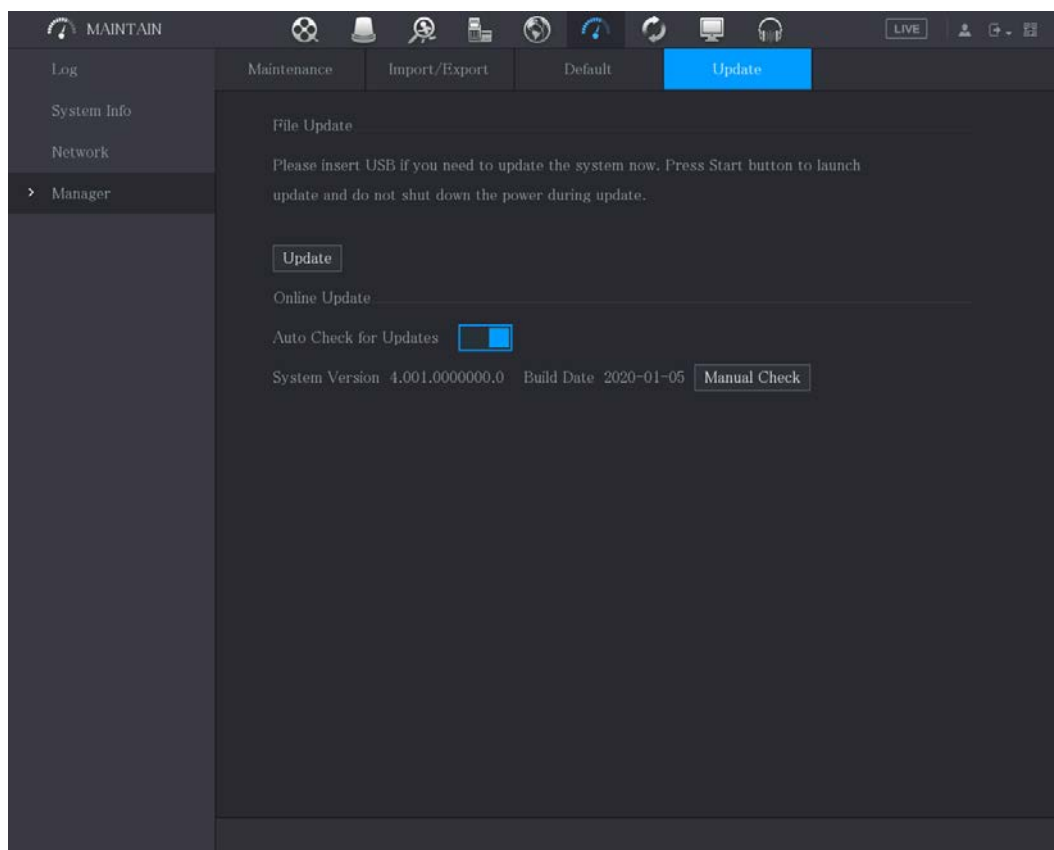 MAINTAIN
LIVE
Log
System Info
Network
Manager
Maintenance
Import/Export
Default
Update
File Update
Please insert USB if you need to update the system now. Press Start button to launch
update and do not shut down the power during update.
Update
Online Update
Auto Check for Updates
System Version 4.001.0000000.0 Build Date 2020-01-05 Manual Check